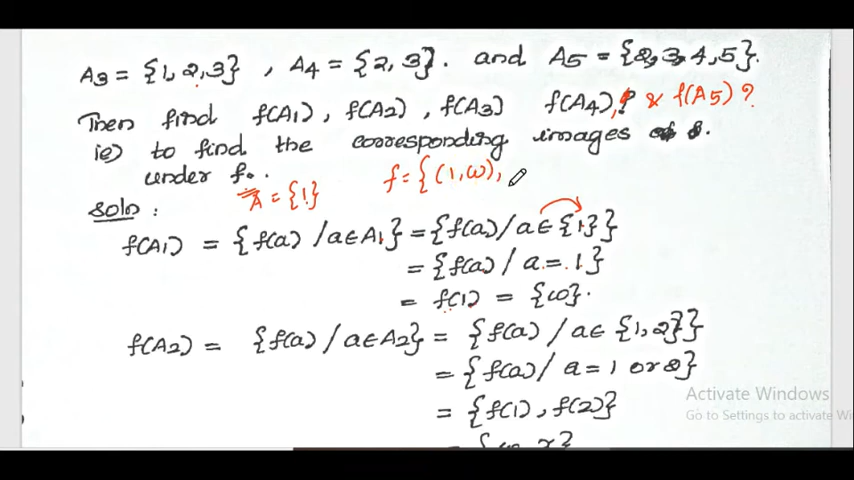 A3 = {1, 2, 3} , A4 = {2, 3}. and A5 = {2, 3, 4, 5}.
Then find f(A1), f(A2), f(A3) f(A4), & f(A5) ?
ie) to find the corresponding images of
under f.
A = {1} f = {(1, ω),
Soln :
f(A1) = {f(a) / a∈A1} = {f(a) / a∈ {1}}
= {f(a) / a = 1}
= f(1) = {ω}.
f(A2) = {f(a) / a∈A2} = {f(a) / a∈ {1, 2}}
= {f(a) / a = 1 or 2}
= {f(1), f(2)}
Activate Windows
Go to Settings to activate Wi